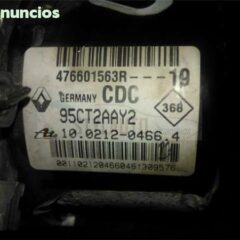 nuncios
476601563R---19
GERMANY CDC
368
95CT2AAY2
10.0212-0466.4